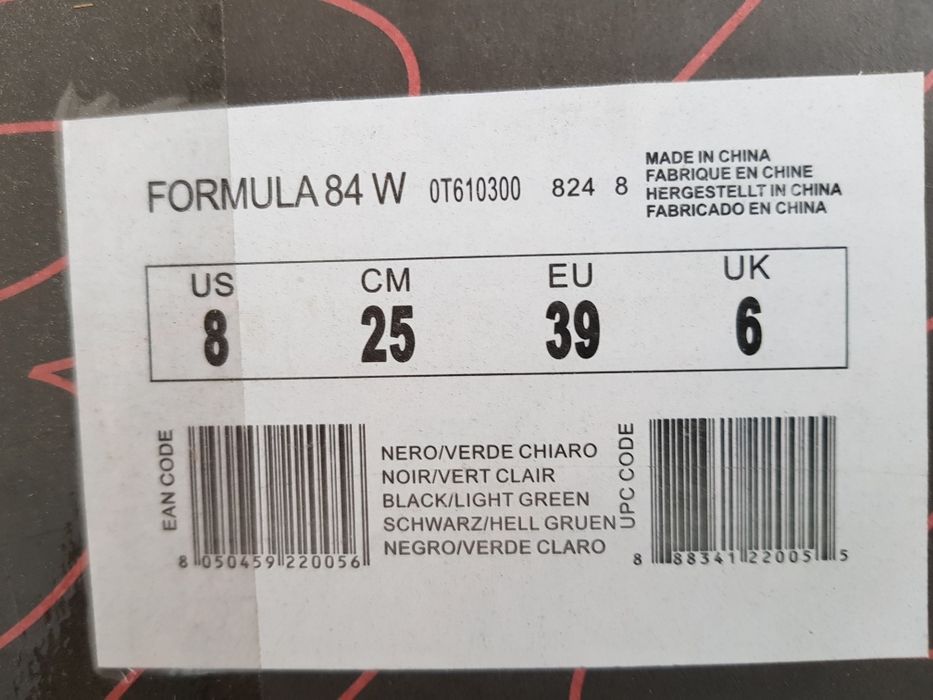 FORMULA 84 W 0T610300 824 8
MADE IN CHINA
FABRIQUE EN CHINE
HERGESTELLT IN CHINA
FABRICADO EN CHINA
US CM EU UK
8 25 39 6
EAN CODE
8 050459 220056
NERO/VERDE CHIARO
NOIR/VERT CLAIR
BLACK/LIGHT GREEN
SCHWARZ/HELL GRUEN
NEGRO/VERDE CLARO
UPC CODE
8 88341 22005 5